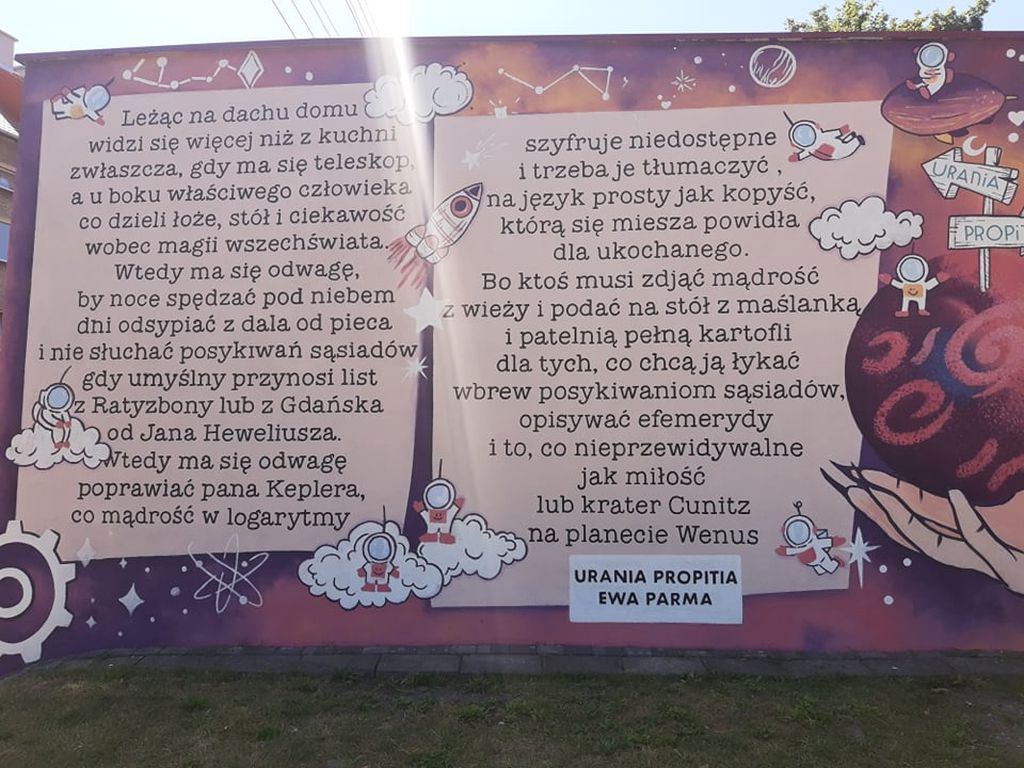 Leżąc na dachu domu
widzi się więcej niż z kuchni
zwłaszcza, gdy ma się teleskop,
a u boku właściwego człowieka
co dzieli łoże, stół i ciekawość
wobec magii wszechświata.
Wtedy ma się odwagę,
by noce spędzać pod niebem
dni odsypiać z dala od pieca
i nie słuchać posykiwań sąsiadów
gdy umyślny przynosi list
z Ratyzbony lub z Gdańska
od Jana Heweliusza.
Wtedy ma się odwagę
poprawiać pana Keplera,
co mądrość w logarytmy
szyfruje niedostępne
i trzeba je tłumaczyć ,
na język prosty jak kopyść,
którą się miesza powidła
dla ukochanego.
Bo ktoś musi zdjąć mądrość
z wieży i podać na stół z maślanką
i patelnią pełną kartofli
dla tych, co chcą ją łykać
wbrew posykiwaniom sąsiadów,
opisywać efemerydy
i to, co nieprzewidywalne
jak miłość
lub krater Cunitz
na planecie Wenus
URANIA PROPITIA
EWA PARMA
URANIA
PROPIT